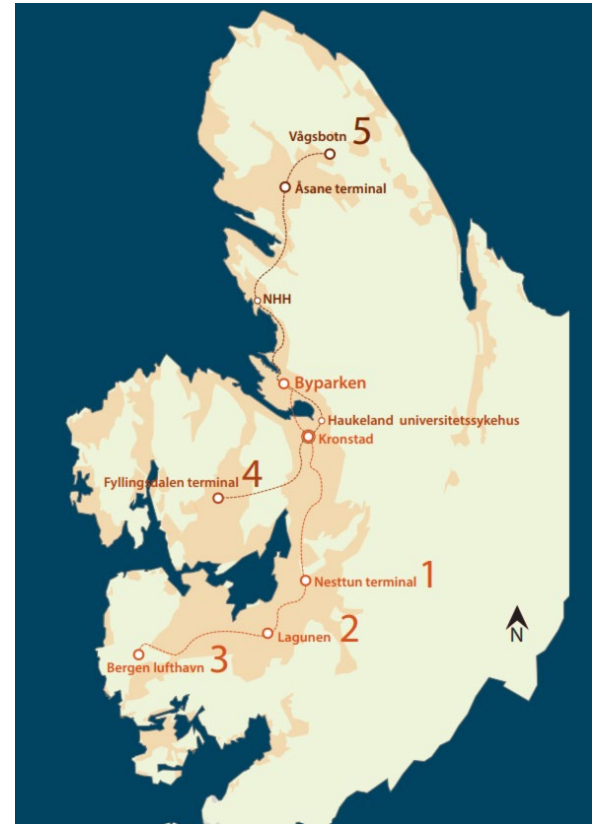 Vågsbotn 5
Åsane terminal
NHH
Byparken
Haukeland universitetssykehus
Kronstad
Fyllingsdalen terminal 4
Nesttun terminal 1
Lagunen 2
Bergen lufthavn 3
N